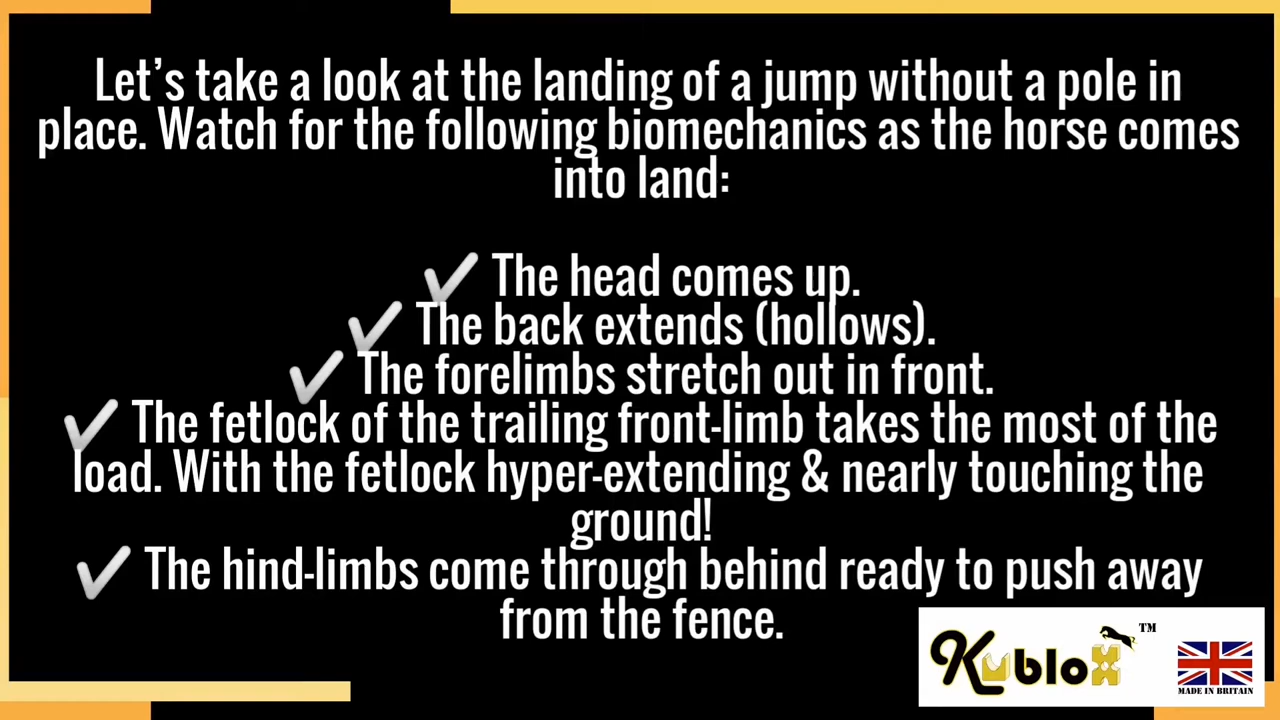 Let's take a look at the landing of a jump without a pole in
place. Watch for the following biomechanics as the horse comes
into land:
✔ The head comes up.
✔ The back extends (hollows).
✔ The forelimbs stretch out in front.
✔ The fetlock of the trailing front-limb takes the most of the
load. With the fetlock hyper-extending & nearly touching the
ground!
✔ The hind-limbs come through behind ready to push away
from the fence.
Kublox TM
MADE IN BRITAIN